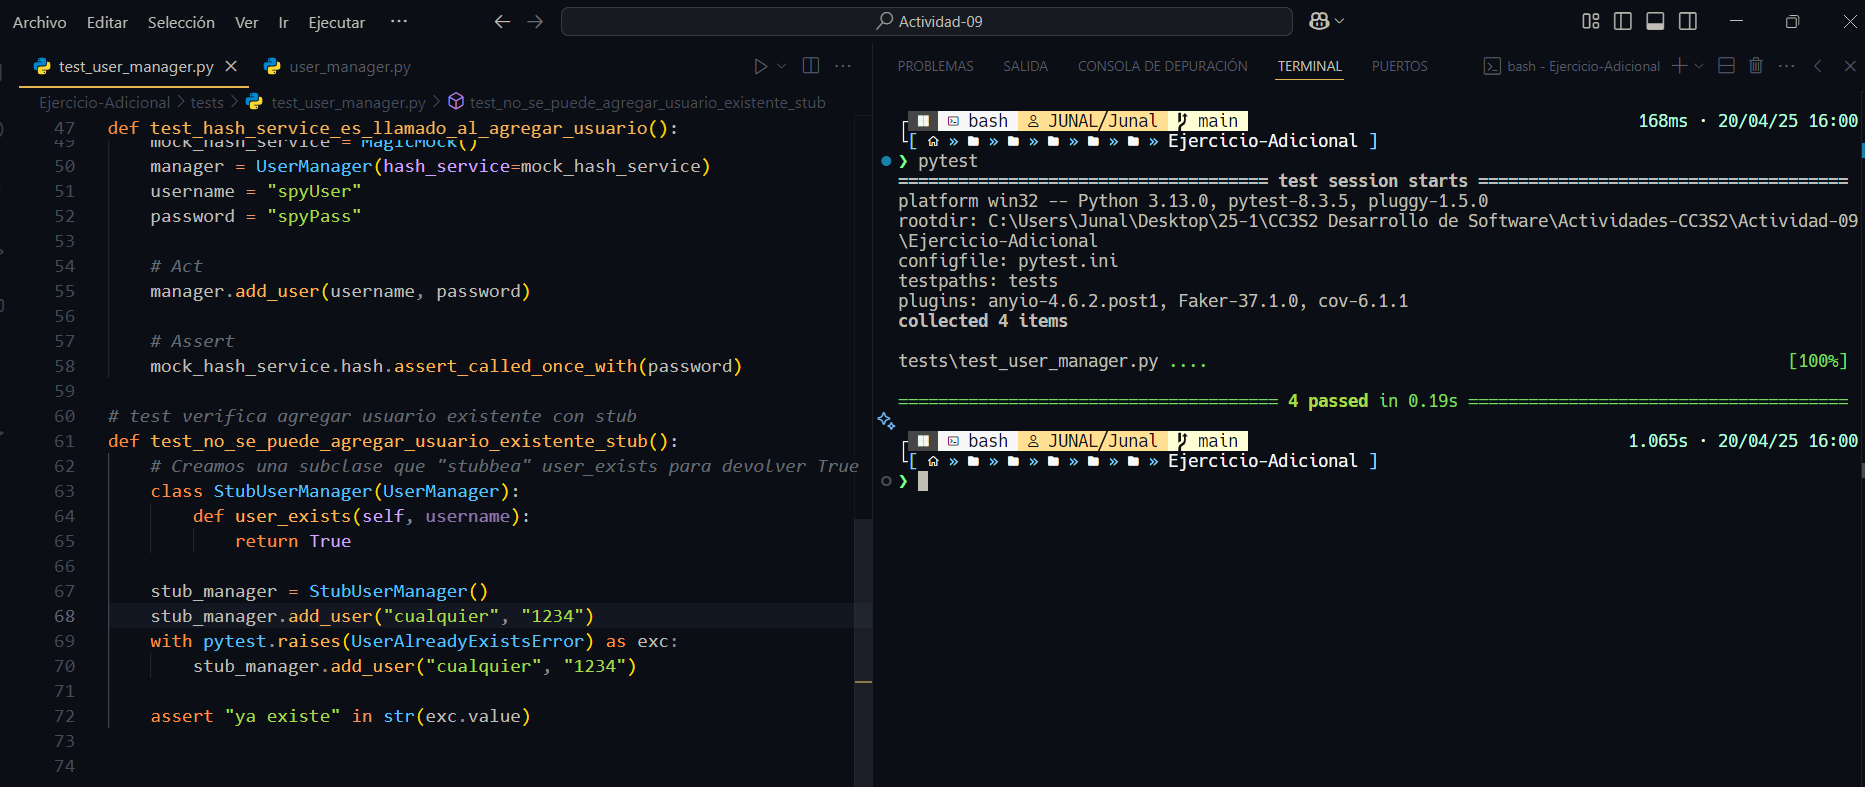 Archivo Editar Selección Ver Ir Ejecutar ··· Actividad-09
test_user_manager.py user_manager.py
Ejercicio-Adicional > tests > test_user_manager.py > test_no_se_puede_agregar_usuario_existente_stub
47 def test_hash_service_es_llamado_al_agregar_usuario():
49 mock_hash_service = MagicMock()
50 manager = UserManager(hash_service=mock_hash_service)
51 username = "spyUser"
52 password = "spyPass"
53
54 # Act
55 manager.add_user(username, password)
56
57 # Assert
58 mock_hash_service.hash.assert_called_once_with(password)
59
60 # test verifica agregar usuario existente con stub
61 def test_no_se_puede_agregar_usuario_existente_stub():
62 # Creamos una subclase que "stubbea" user_exists para devolver True
63 class StubUserManager(UserManager):
64 def user_exists(self, username):
65 return True
66
67 stub_manager = StubUserManager()
68 stub_manager.add_user("cualquier", "1234")
69 with pytest.raises(UserAlreadyExistsError) as exc:
70 stub_manager.add_user("cualquier", "1234")
71
72 assert "ya existe" in str(exc.value)
73
74
PROBLEMAS SALIDA CONSOLA DE DEPURACIÓN TERMINAL PUERTOS bash - Ejercicio-Adicional
bash JUNAL/Junal main 168ms · 20/04/25 16:00
[ » » » » » » Ejercicio-Adicional ]
❯ pytest
===================================== test session starts =====================================
platform win32 -- Python 3.13.0, pytest-8.3.5, pluggy-1.5.0
rootdir: C:\Users\Junal\Desktop\25-1\CC3S2 Desarrollo de Software\Actividades-CC3S2\Actividad-09
\Ejercicio-Adicional
configfile: pytest.ini
testpaths: tests
plugins: anyio-4.6.2.post1, Faker-37.1.0, cov-6.1.1
collected 4 items
tests\test_user_manager.py .... [100%]
====================================== 4 passed in 0.19s ======================================
bash JUNAL/Junal main 1.065s · 20/04/25 16:00
[ » » » » » » Ejercicio-Adicional ]
❯